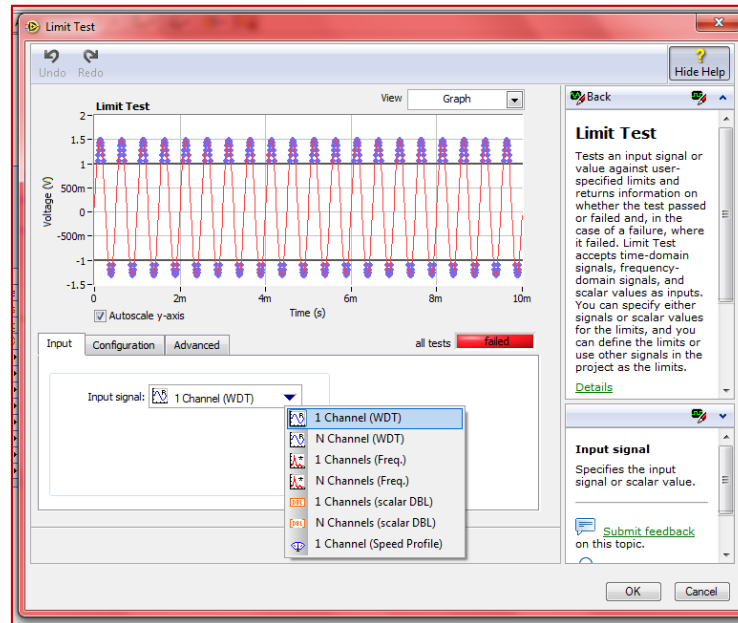 Limit Test
Undo
Redo
Hide Help
View
Graph
Limit Test
2
1.5
1
500m
0
-500m
-1
-1.5
Voltage (V)
0
2m
4m
6m
8m
10m
Time (s)
Autoscale y-axis
Input
Configuration
Advanced
all tests
failed
Input signal:
1 Channel (WDT)
1 Channel (WDT)
N Channel (WDT)
1 Channels (Freq.)
N Channels (Freq.)
DBL
1 Channels (scalar DBL)
[DBL]
N Channels (scalar DBL)
1 Channel (Speed Profile)
Back
Limit Test
Tests an input signal or
value against user-
specified limits and
returns information on
whether the test passed
or failed and, in the
case of a failure, where
it failed. Limit Test
accepts time-domain
signals, frequency-
domain signals, and
scalar values as inputs.
You can specify either
signals or scalar values
for the limits, and you
can define the limits or
use other signals in the
project as the limits.
Details
Input signal
Specifies the input
signal or scalar value.
Submit feedback
on this topic.
OK
Cancel